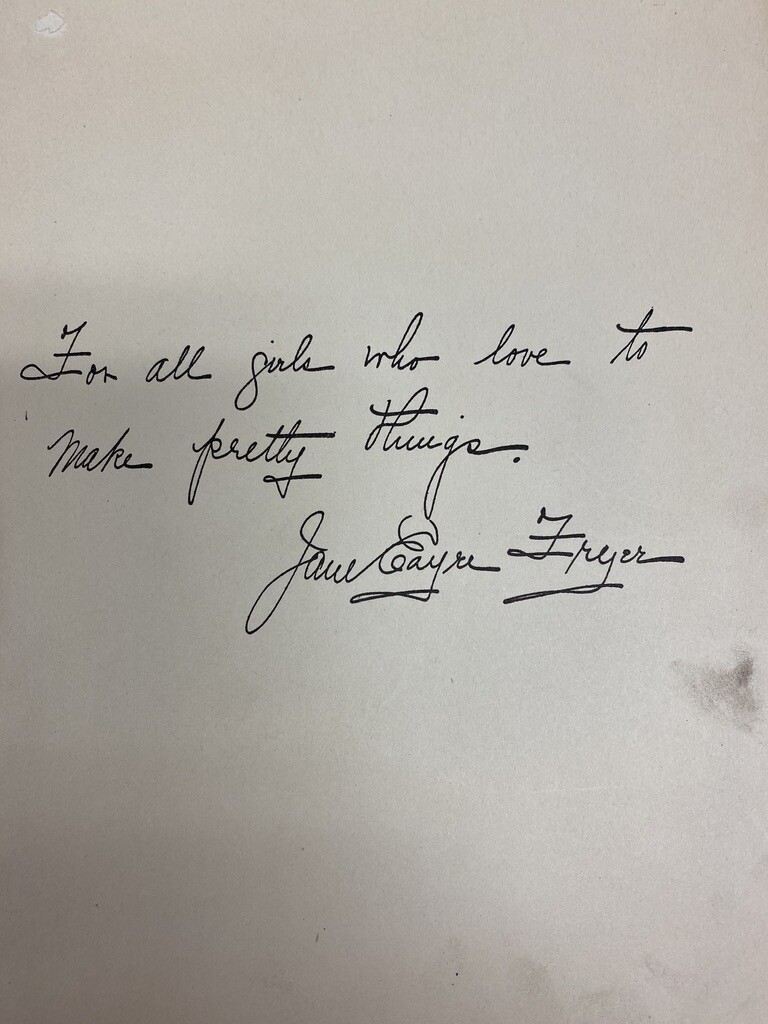 For all girls who love to
make pretty things.
Jane Eayre Fryer